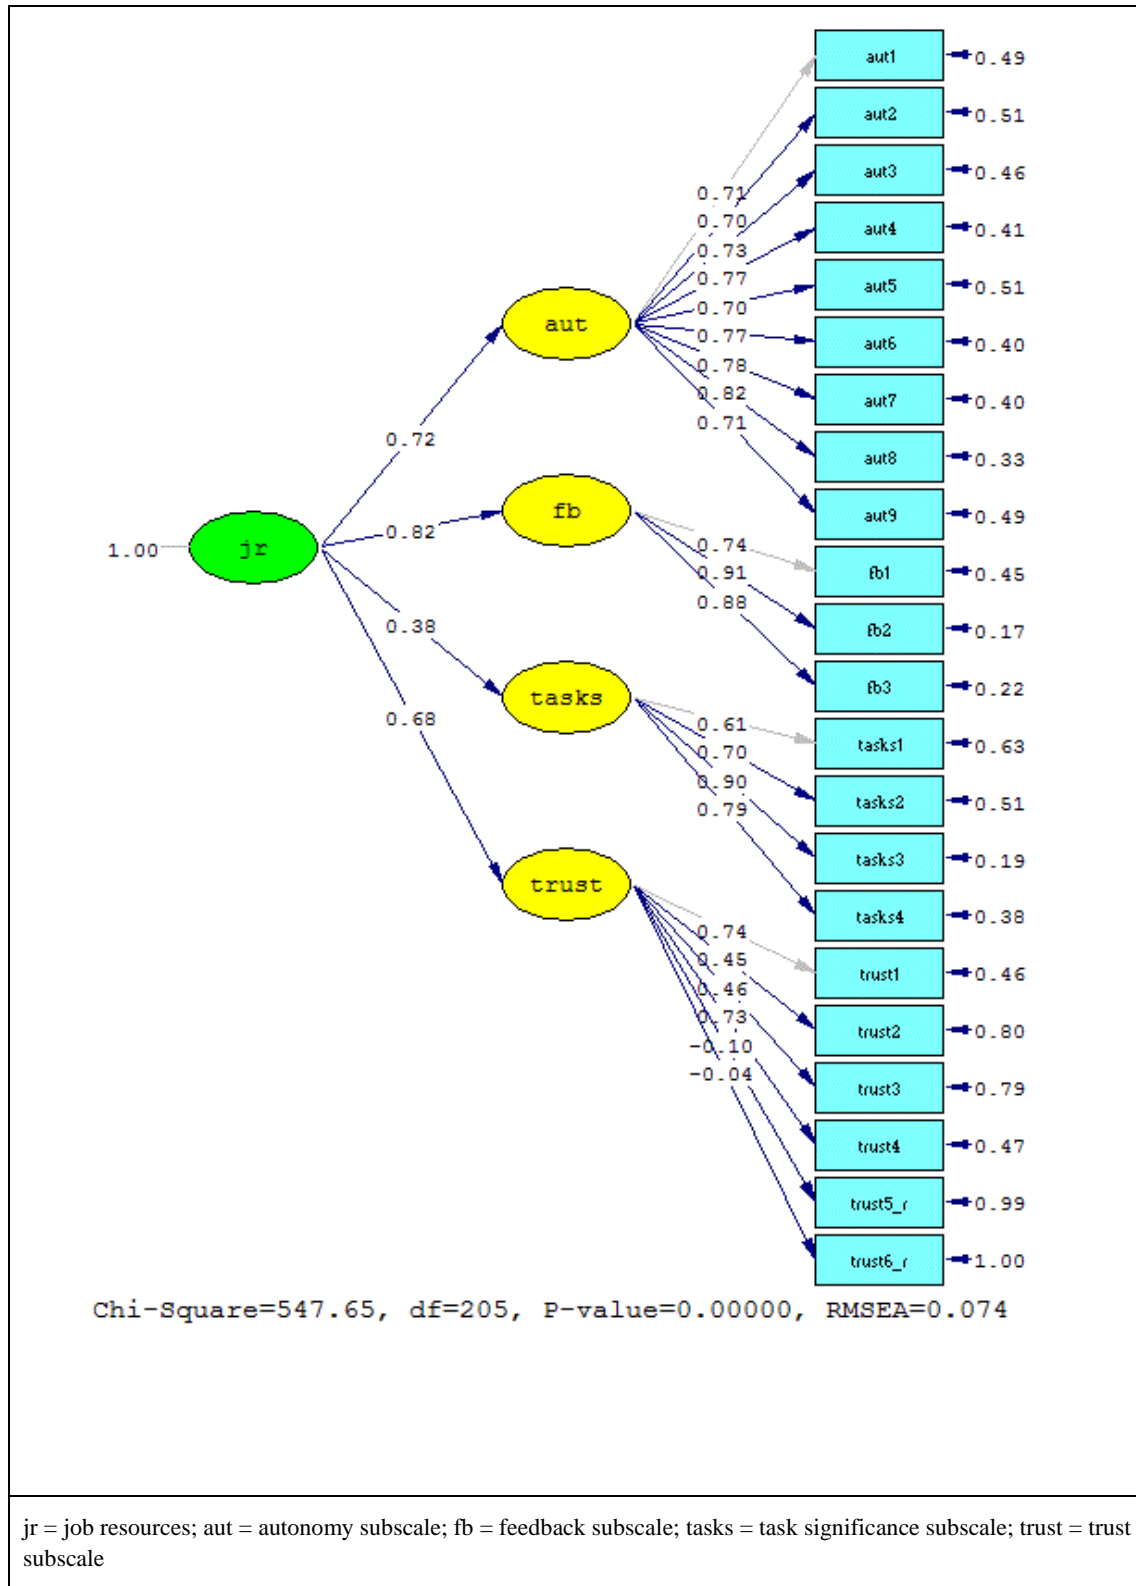 aut1
0.49
aut2
0.51
aut3
0.46
aut4
0.41
aut5
0.51
aut6
0.40
aut7
0.40
aut8
0.33
aut9
0.49
fb1
0.45
fb2
0.17
fb3
0.22
tasks1
0.63
tasks2
0.51
tasks3
0.19
tasks4
0.38
trust1
0.46
trust2
0.80
trust3
0.79
trust4
0.47
trust5_r
0.99
trust6_r
1.00
0.71
0.70
0.73
0.77
0.70
0.77
0.78
0.82
0.71
0.74
0.91
0.88
0.61
0.70
0.90
0.79
0.74
0.45
0.46
0.73
-0.10
-0.04
aut
fb
tasks
trust
0.72
0.82
0.38
0.68
1.00
jr
Chi-Square=547.65, df=205, P-value=0.00000, RMSEA=0.074
jr = job resources; aut = autonomy subscale; fb = feedback subscale; tasks = task significance subscale; trust = trust
subscale